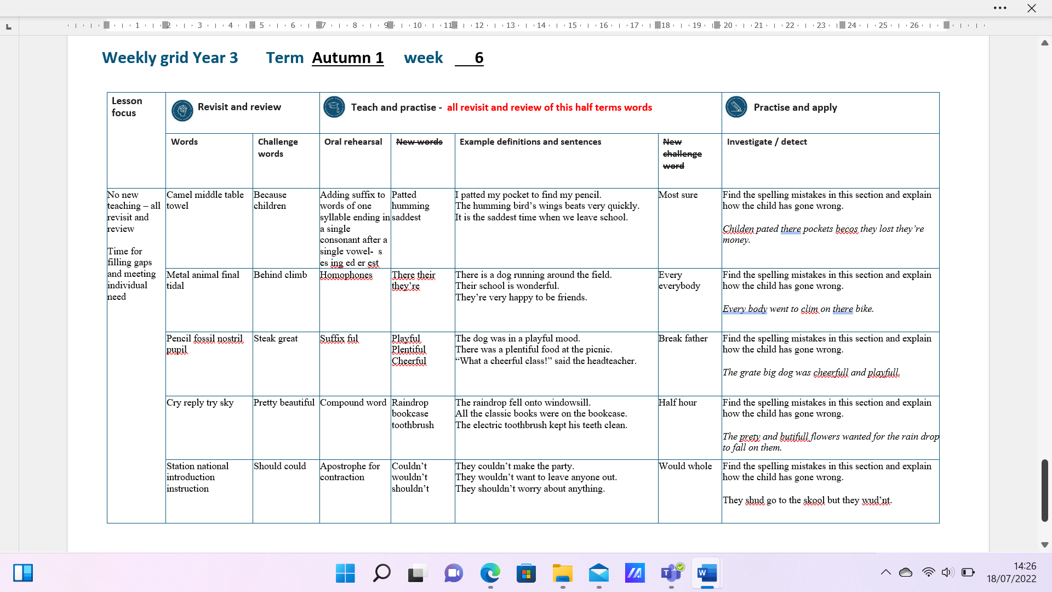 Weekly grid Year 3 Term Autumn 1 week 6
Lesson focus
Revisit and review
Teach and practise - all revisit and review of this half terms words
Practise and apply
Words
Challenge words
Oral rehearsal
New words
Example definitions and sentences
New challenge word
Investigate / detect
No new
teaching – all
revisit and
review
Time for
filling gaps
and meeting
individual
need
Camel middle table
towel
Because
children
Adding suffix to
words of one
syllable ending in
a single
consonant after a
single vowel- s
es ing ed er est
Patted
humming
saddest
I patted my pocket to find my pencil.
The humming bird's wings beats very quickly.
It is the saddest time when we leave school.
Most sure
Find the spelling mistakes in this section and explain
how the child has gone wrong.
Childen pated there pockets becos they lost they're
money.
Metal animal final
tidal
Behind climb
Homophones
There their
they're
There is a dog running around the field.
Their school is wonderful.
They're very happy to be friends.
Every
everybody
Find the spelling mistakes in this section and explain
how the child has gone wrong.
Every body went to clim on there bike.
Pencil fossil nostril
pupil
Steak great
Suffix ful
Playful
Plentiful
Cheerful
The dog was in a playful mood.
There was a plentiful food at the picnic.
"What a cheerful class!" said the headteacher.
Break father
Find the spelling mistakes in this section and explain
how the child has gone wrong.
The grate big dog was cheerfull and playfull.
Cry reply try sky
Pretty beautiful
Compound word
Raindrop
bookcase
toothbrush
The raindrop fell onto windowsill.
All the classic books were on the bookcase.
The electric toothbrush kept his teeth clean.
Half hour
Find the spelling mistakes in this section and explain
how the child has gone wrong.
The prety and butifull flowers wanted for the rain drop
to fall on them.
Station national
introduction
instruction
Should could
Apostrophe for
contraction
Couldn't
wouldn't
shouldn't
They couldn't make the party.
They wouldn't want to leave anyone out.
They shouldn't worry about anything.
Would whole
Find the spelling mistakes in this section and explain
how the child has gone wrong.
They shud go to the skool but they wud'nt.
14:26
18/07/2022